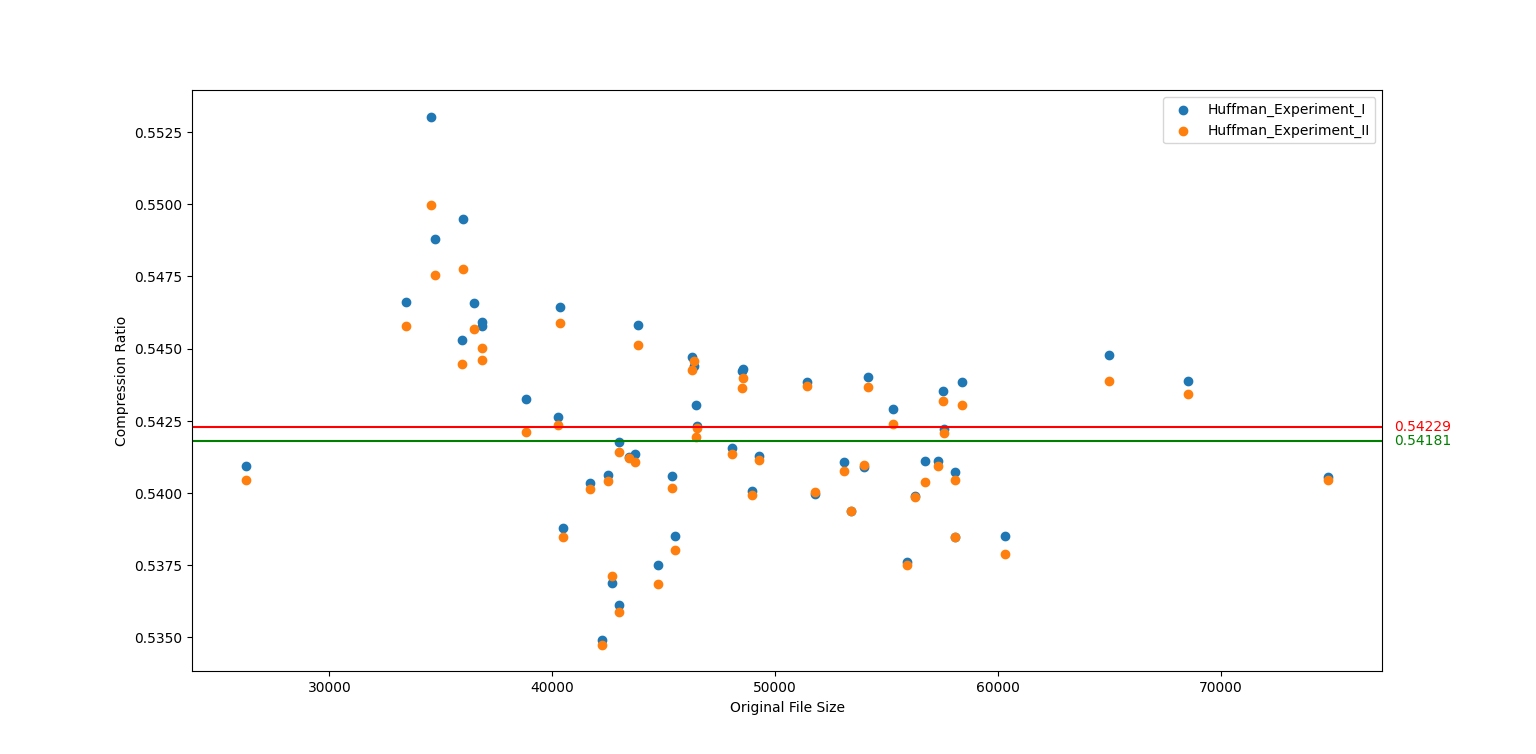 Huffman_Experiment_I
Huffman_Experiment_II
0.5525
0.5500
0.5475
0.5450
0.5425
0.5400
0.5375
0.5350
Compression Ratio
0.54229
0.54181
30000 40000 50000 60000 70000
Original File Size